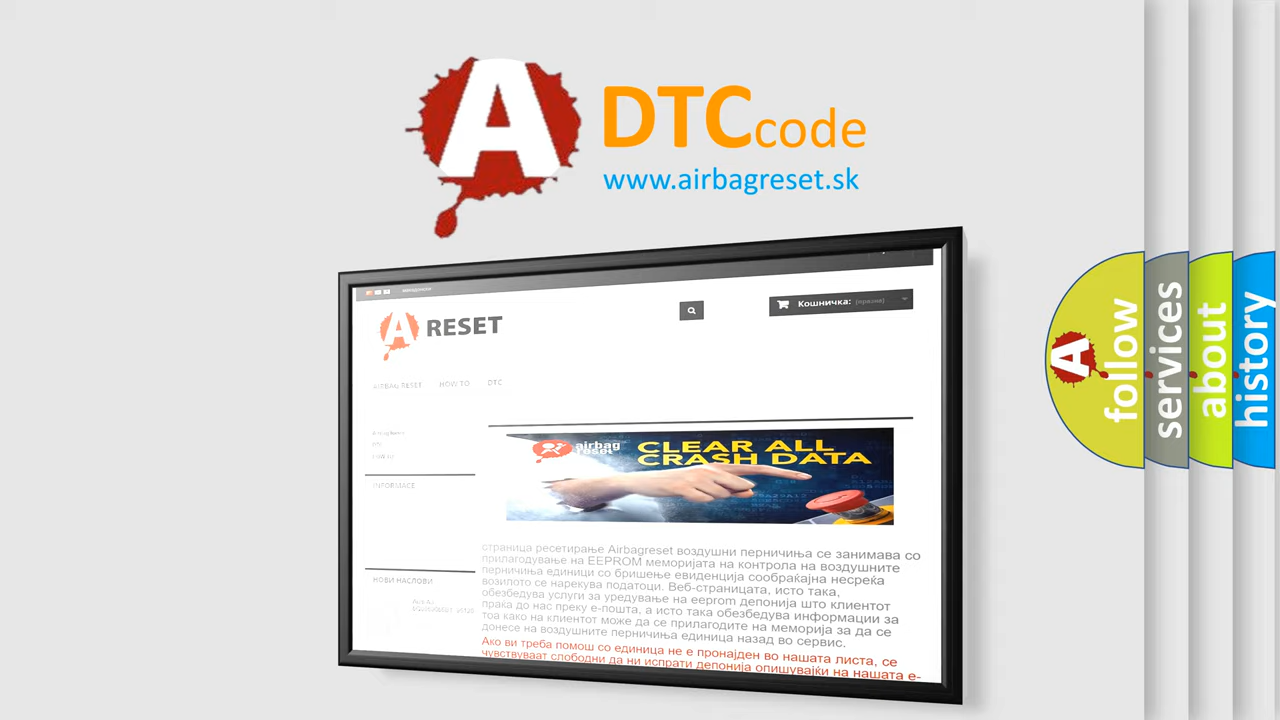 A
DTCcode
www.airbagreset.sk
Кошничка: (празни)
A RESET
AIRBAG RESET HOW TO DTC
airbag
reset
CLEAR ALL
CRASH DATA
INFORMACE
страница ресетирање Airbagreset воздушни перничиња се занимава со
прилагодување на EEPROM меморијата на контрола на воздушните
перничиња единици со бришење евиденција сообраќајна несреќа
возилото се нарекува податоци. Веб-страницата, исто така,
обезбедува услуги за уредување на eeprom депонија што клиентот
праќа до нас преку е-пошта, а исто така обезбедува информации за
тоа како на клиентот може да се прилагодите на меморија за да се
донесе на воздушните перничиња единица назад во сервис.
Ако ви треба помош со единица не е пронајден во нашата листа, се
чувствуваат слободни да ни испрати депонија опишувајќи на нашата е-
НОВИ НАСЛОВИ
A
follow
services
about
history